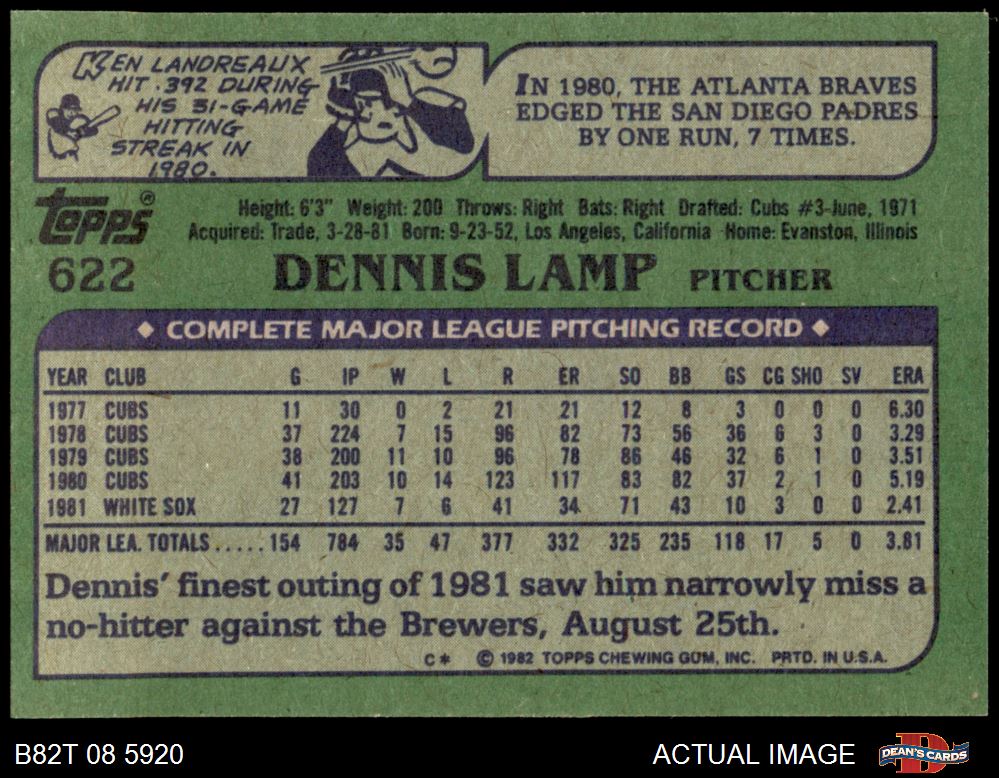 KEN LANDREAUX
HIT .392 DURING
HIS 31-GAME
HITTING
STREAK IN
1980.
IN 1980, THE ATLANTA BRAVES
EDGED THE SAN DIEGO PADRES
BY ONE RUN, 7 TIMES.
topps®
Height: 6'3" Weight: 200 Throws: Right Bats: Right Drafted: Cubs #3-June, 1971
Acquired: Trade, 3-28-81 Born: 9-23-52, Los Angeles, California Home: Evanston, Illinois
622 DENNIS LAMP PITCHER
◆ COMPLETE MAJOR LEAGUE PITCHING RECORD ◆
YEAR CLUB G IP W L R ER SO BB GS CG SHO SV ERA
1977 CUBS 11 30 0 2 21 21 12 8 3 0 0 0 6.30
1978 CUBS 37 224 7 15 96 82 73 56 36 6 3 0 3.29
1979 CUBS 38 200 11 10 96 78 86 46 32 6 1 0 3.51
1980 CUBS 41 203 10 14 123 117 83 82 37 2 1 0 5.19
1981 WHITE SOX 27 127 7 6 41 34 71 43 10 3 0 0 2.41
MAJOR LEA. TOTALS..... 154 784 35 47 377 332 325 235 118 17 5 0 3.81
Dennis' finest outing of 1981 saw him narrowly miss a
no-hitter against the Brewers, August 25th.
C* © 1982 TOPPS CHEWING GUM, INC. PRTD. IN U.S.A.
B82T 08 5920 ACTUAL IMAGE DEAN'S CARDS